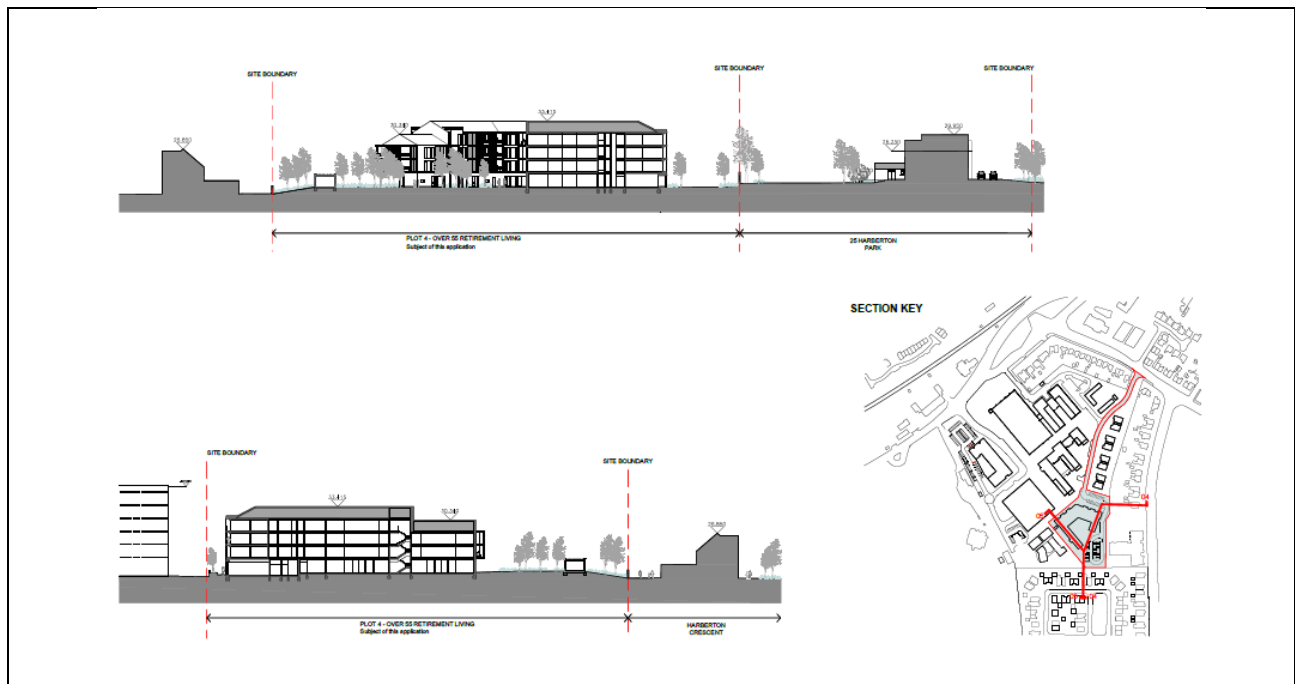 SITE BOUNDARY
SITE BOUNDARY
SITE BOUNDARY
PLOT 4 - OVER 55 RETIREMENT LIVING
Subject of this application
25 HARBERTON
PARK
SECTION KEY
04
SITE BOUNDARY
SITE BOUNDARY
PLOT 4 - OVER 55 RETIREMENT LIVING
Subject of this application
HARBERTON
CRESCENT